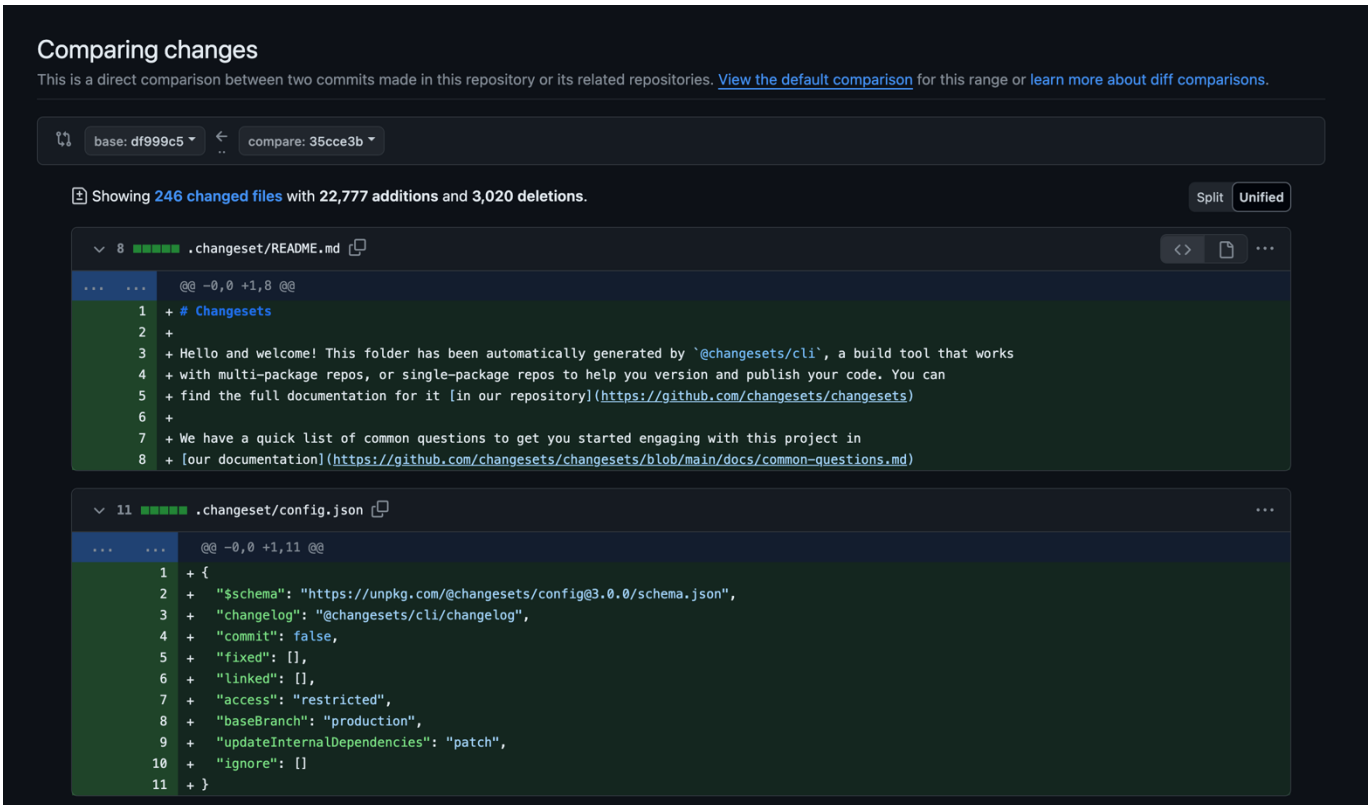 Comparing changes
This is a direct comparison between two commits made in this repository or its related repositories. View the default comparison for this range or learn more about diff comparisons.
base: df999c5 .. compare: 35cce3b
Showing 246 changed files with 22,777 additions and 3,020 deletions.
Split Unified
8 .changeset/README.md
... ... @@ -0,0 +1,8 @@
1 + # Changesets
2 +
3 + Hello and welcome! This folder has been automatically generated by `@changesets/cli`, a build tool that works
4 + with multi-package repos, or single-package repos to help you version and publish your code. You can
5 + find the full documentation for it [in our repository](https://github.com/changesets/changesets)
6 +
7 + We have a quick list of common questions to get you started engaging with this project in
8 + [our documentation](https://github.com/changesets/changesets/blob/main/docs/common-questions.md)
11 .changeset/config.json
... ... @@ -0,0 +1,11 @@
1 + {
2 +   "$schema": "https://unpkg.com/@changesets/config@3.0.0/schema.json",
3 +   "changelog": "@changesets/cli/changelog",
4 +   "commit": false,
5 +   "fixed": [],
6 +   "linked": [],
7 +   "access": "restricted",
8 +   "baseBranch": "production",
9 +   "updateInternalDependencies": "patch",
10 +   "ignore": []
11 + }